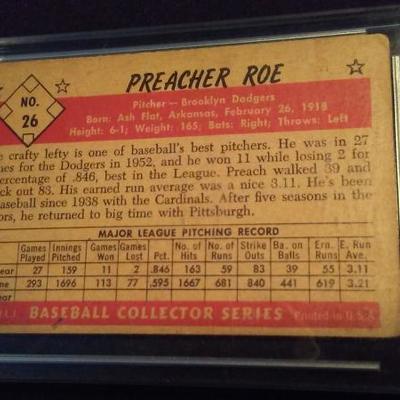 PREACHER ROE
NO.
26
Pitcher — Brooklyn Dodgers
Born: Ash Flat, Arkansas, February 26, 1918
Height: 6-1; Weight: 165; Bats: Right; Throws: Left
e crafty lefty is one of baseball's best pitchers. He was in 27
mes for the Dodgers in 1952, and he won 11 while losing 2 for
percentage of .846, best in the League. Preach walked 39 and
ck out 83. His earned run average was a nice 3.11. He's been
baseball since 1938 with the Cardinals. After five seasons in the
ors, he returned to big time with Pittsburgh.
MAJOR LEAGUE PITCHING RECORD
Games Played Innings Pitched Games Won Games Lost Pct. No. of Hits No. of Runs Strike Outs Ba. on Balls Ern. Runs E. Run Ave.
ear 27 159 11 2 .846 163 59 83 39 55 3.11
me 293 1696 113 77 .595 1667 681 840 441 619 3.21
BASEBALL COLLECTOR SERIES
Printed in U.S.A.